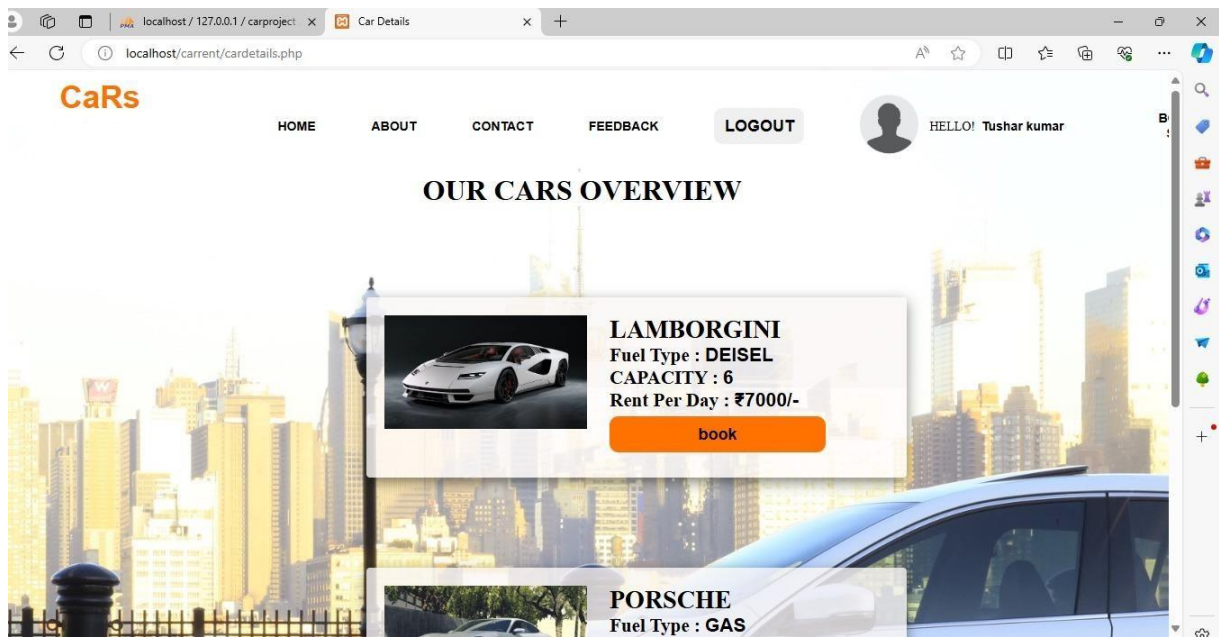 localhost / 127.0.0.1 / carproject
Car Details
localhost/carrent/cardetails.php
CaRs
HOME ABOUT CONTACT FEEDBACK LOGOUT HELLO! Tushar kumar
OUR CARS OVERVIEW
LAMBORGINI
Fuel Type : DEISEL
CAPACITY : 6
Rent Per Day : ₹7000/-
book
PORSCHE
Fuel Type : GAS